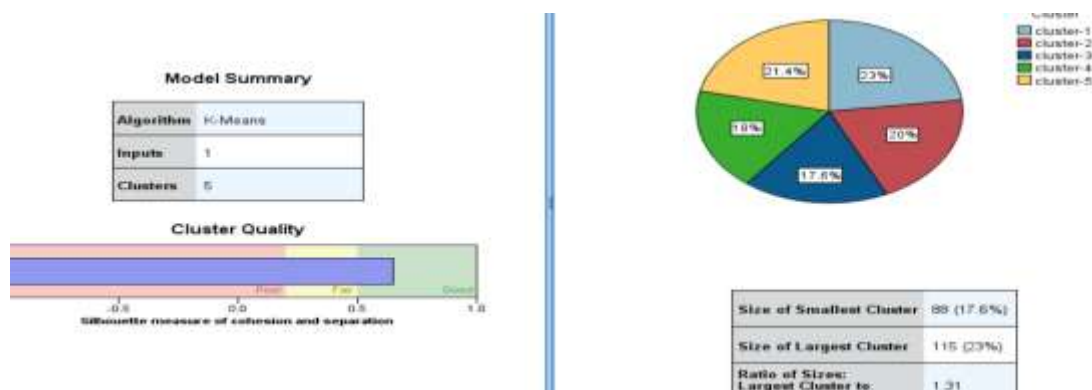 Model Summary
Algorithm K-Means
Inputs 1
Clusters 5
Cluster Quality
Poor Fair Good
-0.5 0.0 0.5 1.0
Silhouette measure of cohesion and separation
Cluster
cluster-1
cluster-2
cluster-3
cluster-4
cluster-5
21.4% 23%
18% 20%
17.6%
Size of Smallest Cluster 88 (17.6%)
Size of Largest Cluster 115 (23%)
Ratio of Sizes:
Largest Cluster to 1.31